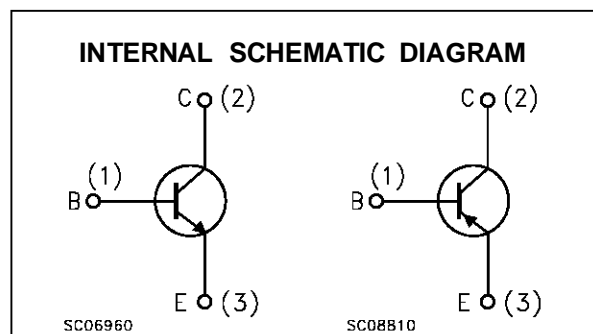 INTERNAL SCHEMATIC DIAGRAM
C (2) C (2)
(1) (1)
B B
E (3) E (3)
SC06960 SC08810